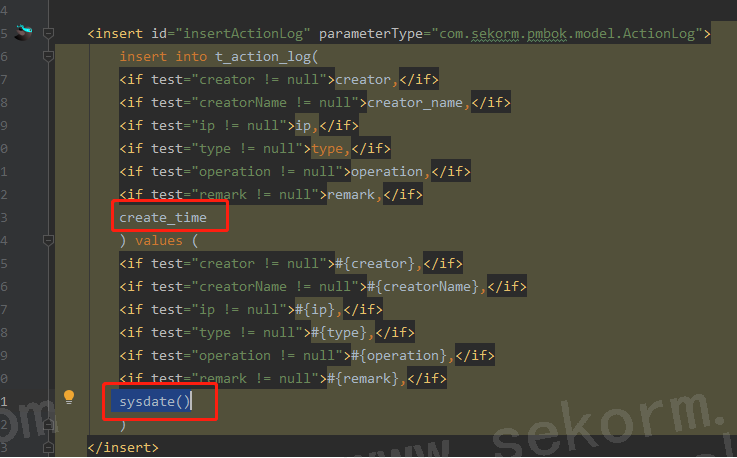 4
5 <insert id="insertActionLog" parameterType="com.sekorm.pmbok.model.ActionLog">
6 insert into t_action_log(
7 <if test="creator != null">creator,</if>
8 <if test="creatorName != null">creator_name,</if>
9 <if test="ip != null">ip,</if>
0 <if test="type != null">type,</if>
1 <if test="operation != null">operation,</if>
2 <if test="remark != null">remark,</if>
3 create_time
4 ) values (
5 <if test="creator != null">#{creator},</if>
6 <if test="creatorName != null">#{creatorName},</if>
7 <if test="ip != null">#{ip},</if>
8 <if test="type != null">#{type},</if>
9 <if test="operation != null">#{operation},</if>
0 <if test="remark != null">#{remark},</if>
1 sysdate()
2 )
3 </insert>
om
www.sekorm.